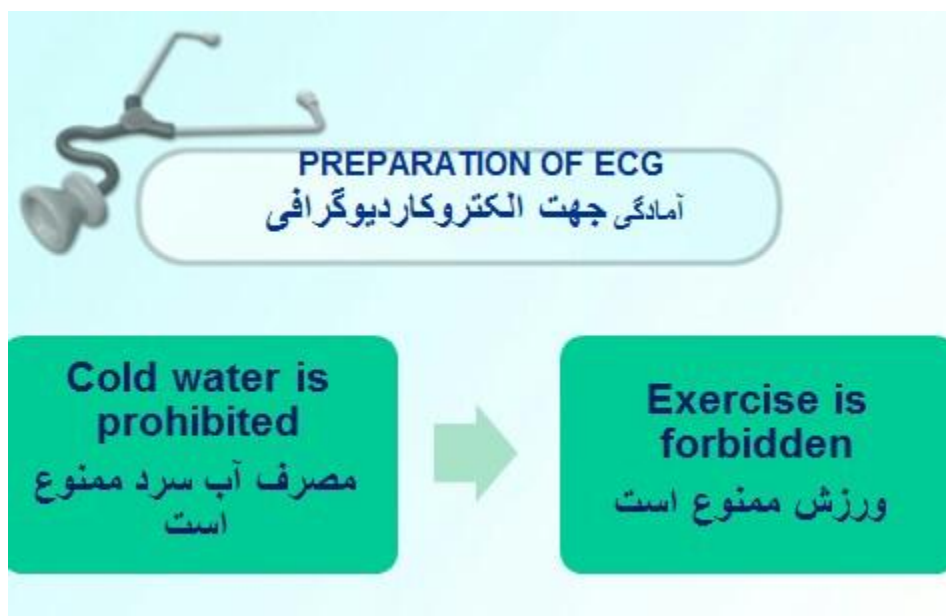 PREPARATION OF ECG
آمادگی جهت الکتروکاردیوگرافی
Cold water is
prohibited
مصرف آب سرد ممنوع
است
Exercise is
forbidden
ورزش ممنوع است